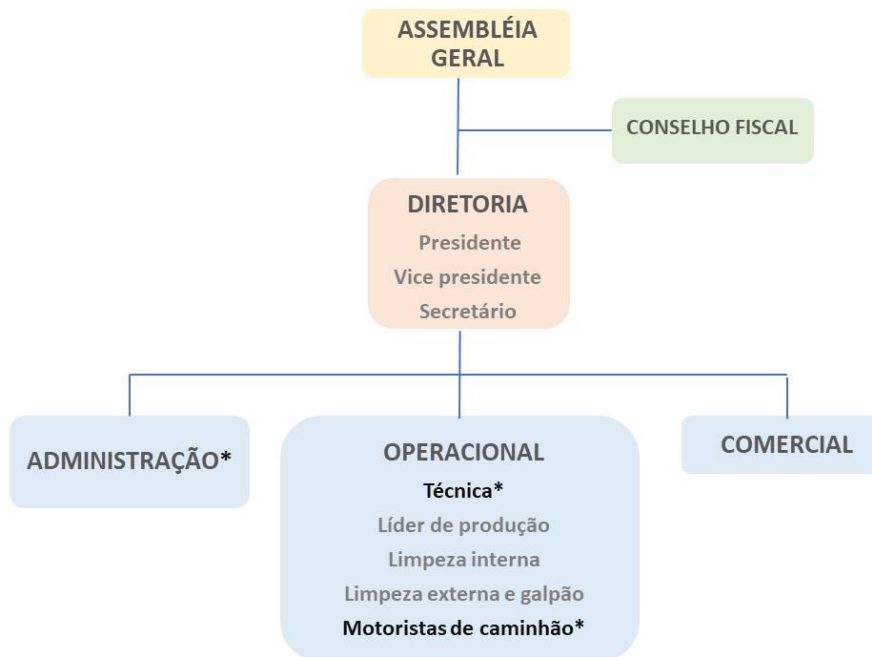 ASSEMBLÉIA
GERAL
CONSELHO FISCAL
DIRETORIA
Presidente
Vice presidente
Secretário
ADMINISTRAÇÃO*
OPERACIONAL
Técnica*
Líder de produção
Limpeza interna
Limpeza externa e galpão
Motoristas de caminhão*
COMERCIAL